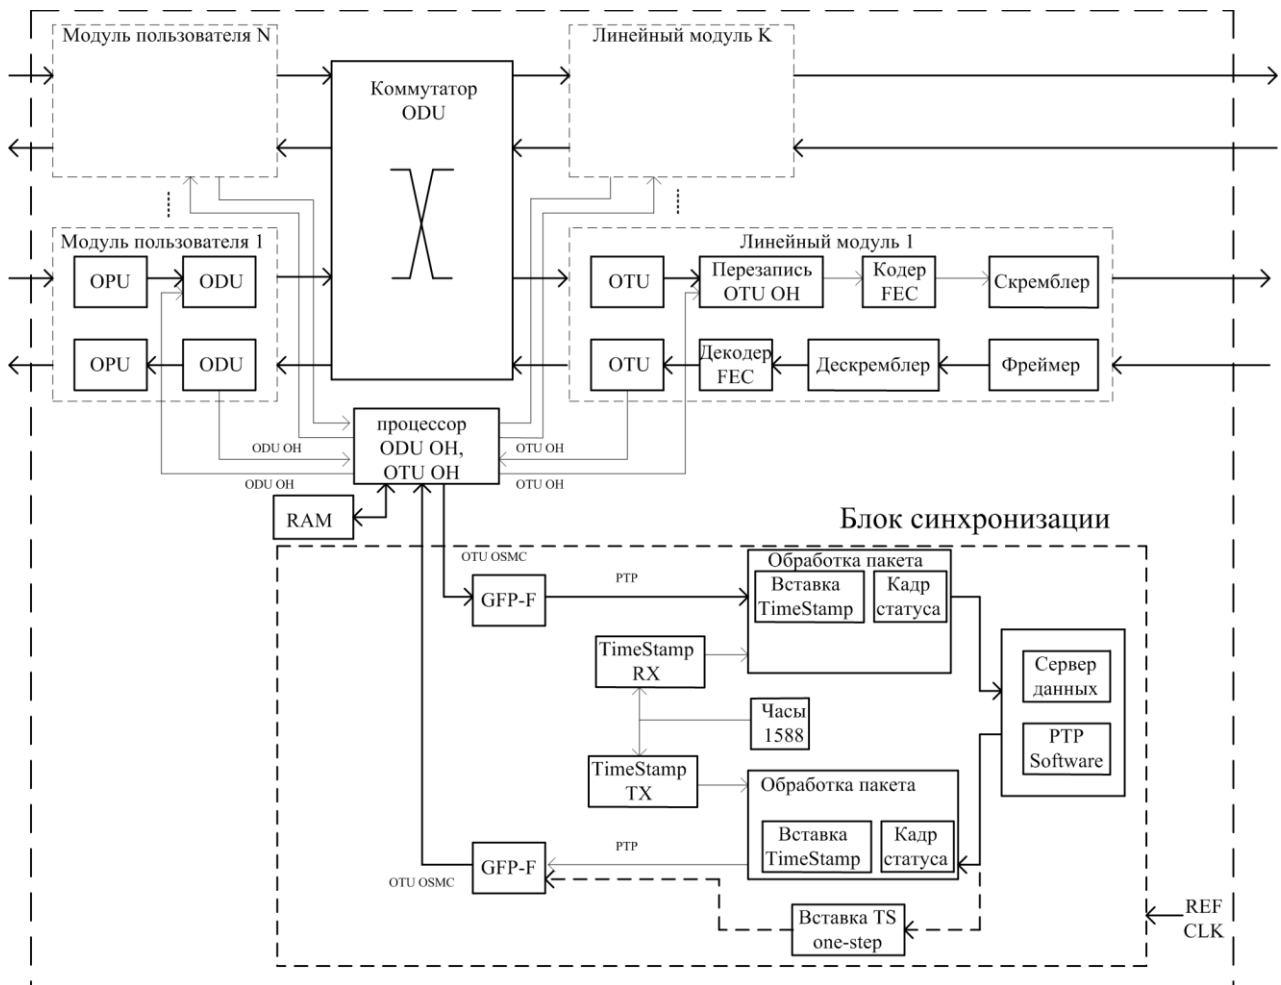 Модуль пользователя N
Линейный модуль K
Коммутатор
ODU
Модуль пользователя 1
Линейный модуль 1
OPU
ODU
OTU
Перезапись
OTU OH
Кодер
FEC
Скремблер
OPU
ODU
OTU
Декодер
FEC
Дескремблер
Фреймер
процессор
ODU OH,
OTU OH
ODU OH
OTU OH
ODU OH
OTU OH
RAM
Блок синхронизации
OTU OSMC
GFP-F
PTP
Обработка пакета
Вставка
TimeStamp
Кадр
статуса
TimeStamp
RX
Сервер
данных
Часы
1588
PTP
Software
TimeStamp
TX
Обработка пакета
Вставка
TimeStamp
Кадр
статуса
PTP
GFP-F
OTU OSMC
Вставка TS
one-step
REF
CLK